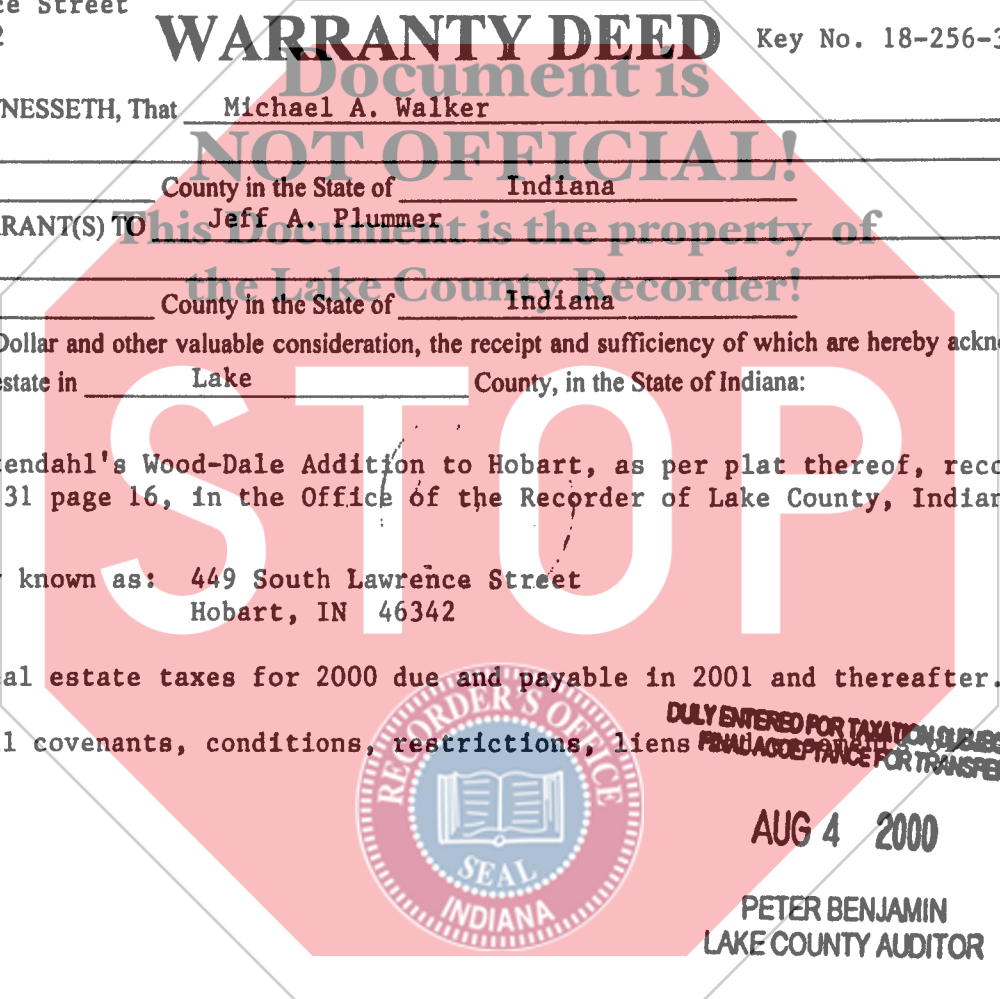 ce Street
2
WARRANTY DEED Key No. 18-256-3
Document is
NESSETH, That Michael A. Walker
NOT OFFICIAL!
County in the State of Indiana
RANT(S) TO Jeff A. Plummer
This Document is the property of
the Lake County Recorder!
County in the State of Indiana
Dollar and other valuable consideration, the receipt and sufficiency of which are hereby ackn
estate in Lake County, in the State of Indiana:
STOP
endahl's Wood-Dale Addition to Hobart, as per plat thereof, reco
31 page 16, in the Office of the Recorder of Lake County, Indian
known as: 449 South Lawrence Street
Hobart, IN 46342
al estate taxes for 2000 due and payable in 2001 and thereafter.
l covenants, conditions, restrictions, liens
DULY ENTERED FOR TAXATION SUBJEC
FINAL ACCEPTANCE FOR TRANSFE
RECORDER'S OFFICE
SEAL
INDIANA
AUG 4 2000
PETER BENJAMIN
LAKE COUNTY AUDITOR